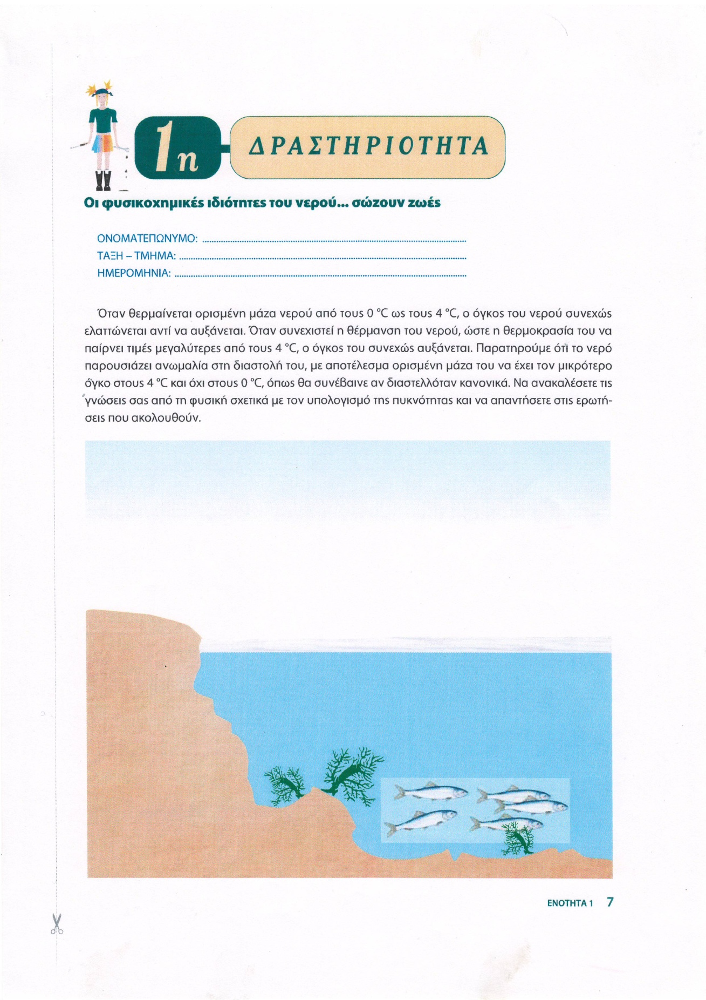 1η ΔΡΑΣΤΗΡΙΟΤΗΤΑ
Οι φυσικοχημικές ιδιότητες του νερού... σώζουν ζωές
ΟΝΟΜΑΤΕΠΩΝΥΜΟ: ........................................
ΤΑΞΗ – ΤΜΗΜΑ: ........................................
ΗΜΕΡΟΜΗΝΙΑ: ........................................
Όταν θερμαίνεται ορισμένη μάζα νερού από τους 0 °C ως τους 4 °C, ο όγκος του νερού συνεχώς
ελαττώνεται αντί να αυξάνεται. Όταν συνεχιστεί η θέρμανση του νερού, ώστε η θερμοκρασία του να
παίρνει τιμές μεγαλύτερες από τους 4 °C, ο όγκος του συνεχώς αυξάνεται. Παρατηρούμε ότι το νερό
παρουσιάζει ανωμαλία στη διαστολή του, με αποτέλεσμα ορισμένη μάζα του να έχει τον μικρότερο
όγκο στους 4 °C και όχι στους 0 °C, όπως θα συνέβαινε αν διαστελλόταν κανονικά. Να ανακαλέσετε τις
γνώσεις σας από τη φυσική σχετικά με τον υπολογισμό της πυκνότητας και να απαντήσετε στις ερωτή-
σεις που ακολουθούν.
ΕΝΟΤΗΤΑ 1 7